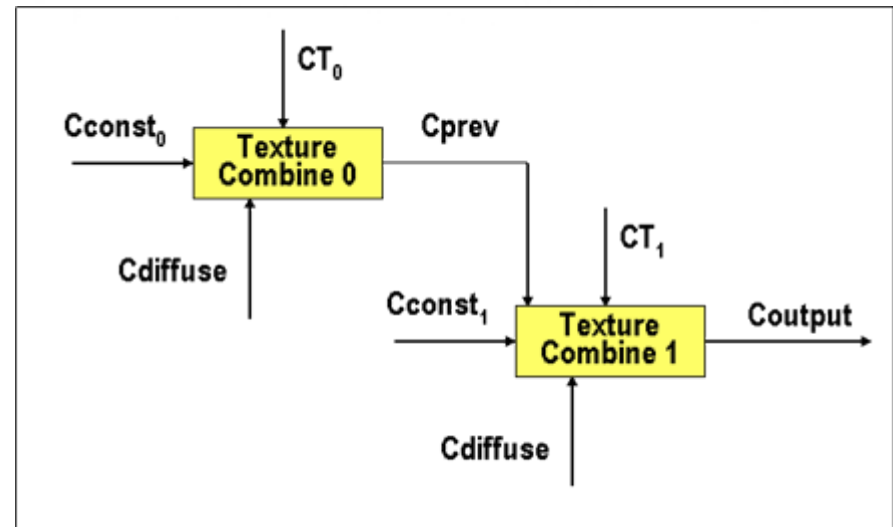 CT₀
Cconst₀
Texture
Combine 0
Cprev
Cdiffuse
CT₁
Cconst₁
Texture
Combine 1
Coutput
Cdiffuse